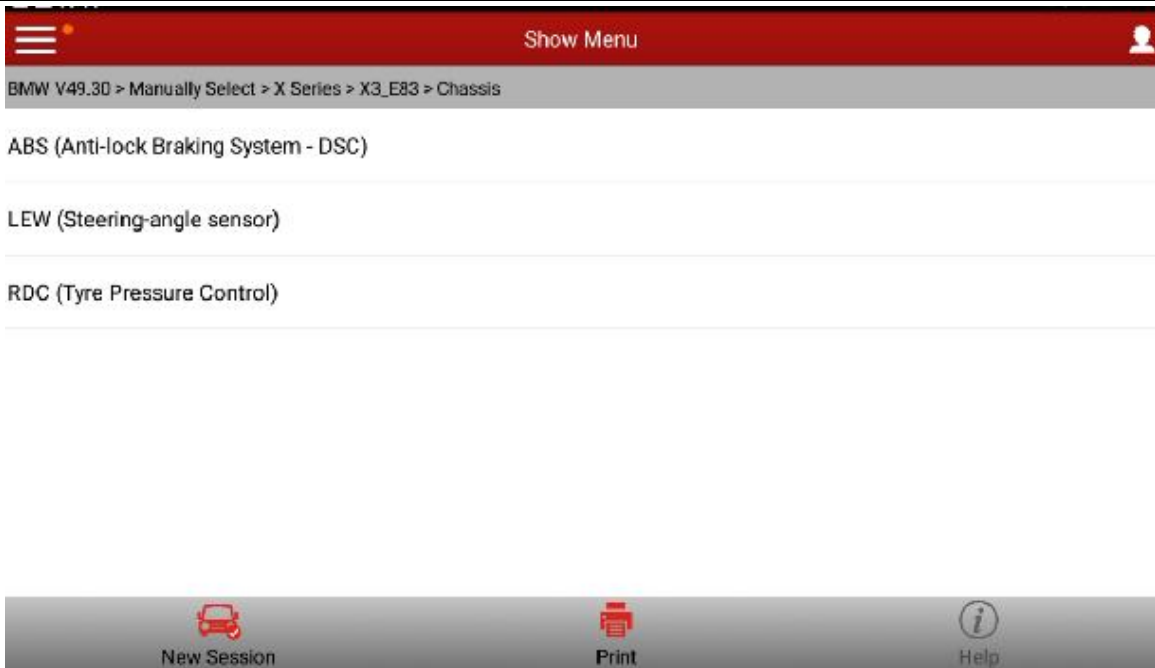 Show Menu
BMW V49.30 > Manually Select > X Series > X3_E83 > Chassis
ABS (Anti-lock Braking System - DSC)
LEW (Steering-angle sensor)
RDC (Tyre Pressure Control)
New Session
Print
Help